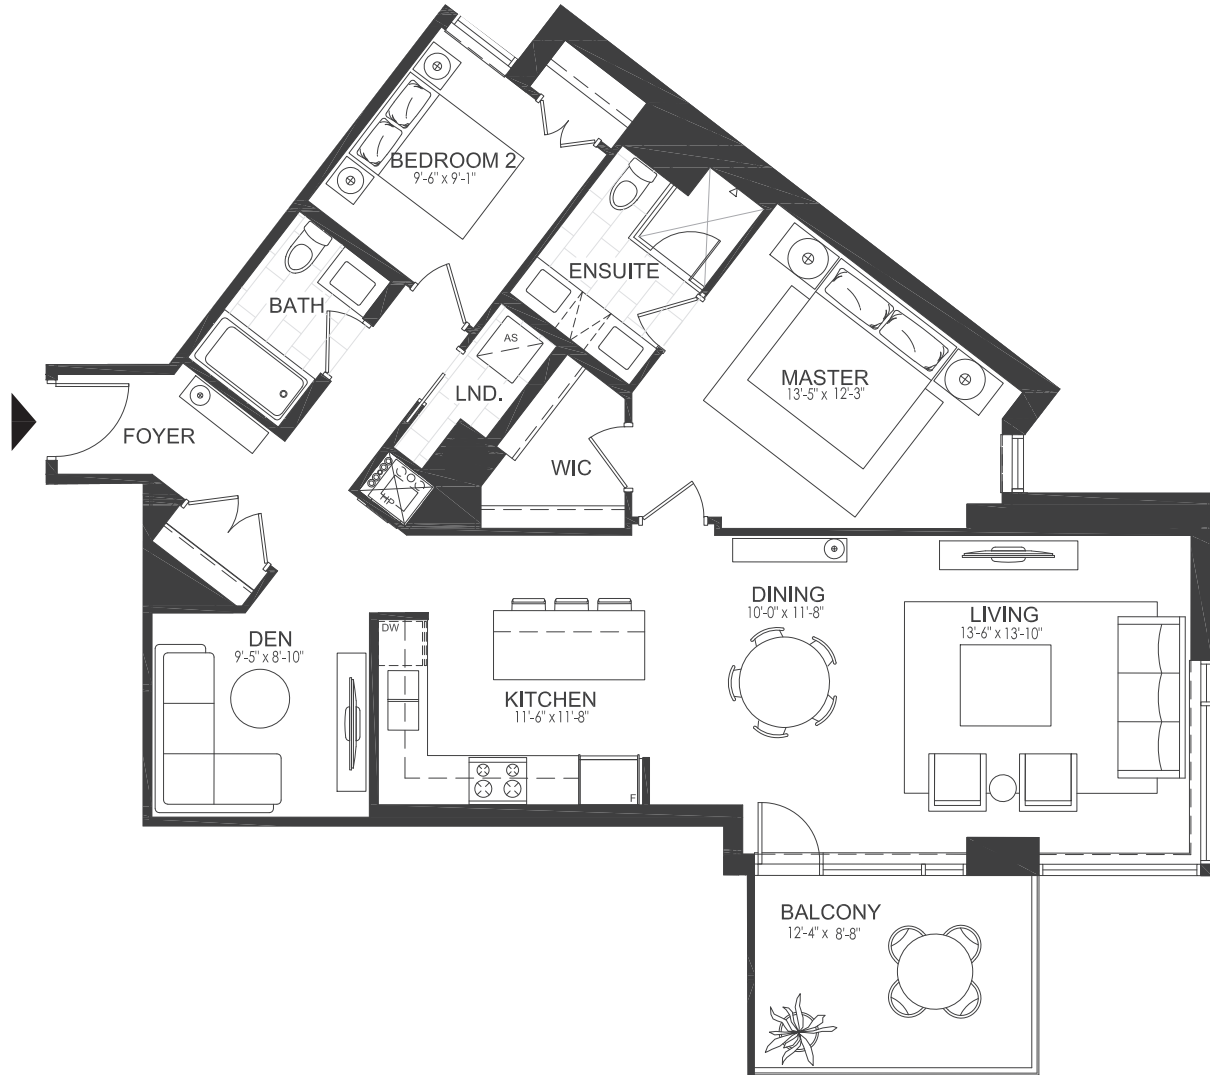 BEDROOM 2
9'-6" x 9'-1"
ENSUITE
BATH
AS
LND.
MASTER
13'-5" x 12'-3"
FOYER
WIC
HP
DINING
10'-0" x 11'-8"
LIVING
13'-6" x 13'-10"
DW
DEN
9'-5" x 8'-10"
KITCHEN
11'-6" x 11'-8"
F
BALCONY
12'-4" x 8'-8"